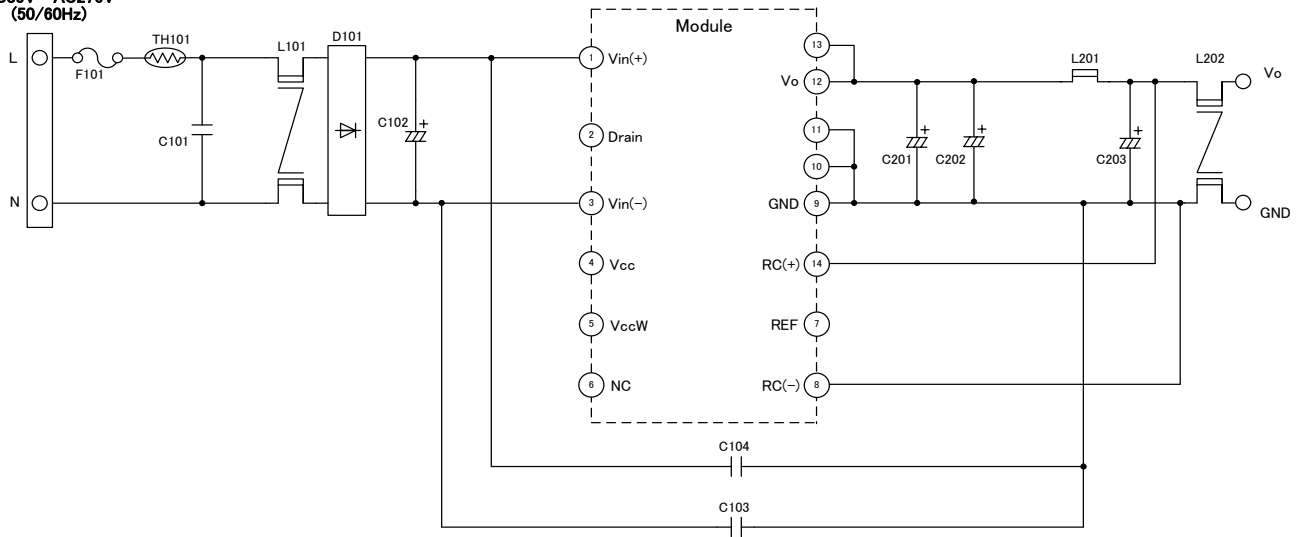 (50/60Hz)
L
F101
TH101
C101
L101
D101
C102
N
Module
1 Vin(+)
2 Drain
3 Vin(-)
4 Vcc
5 VccW
6 NC
13
Vo 12
11
10
GND 9
RC(+) 14
REF 7
RC(-) 8
C201
C202
L201
C203
L202
Vo
GND
C104
C103